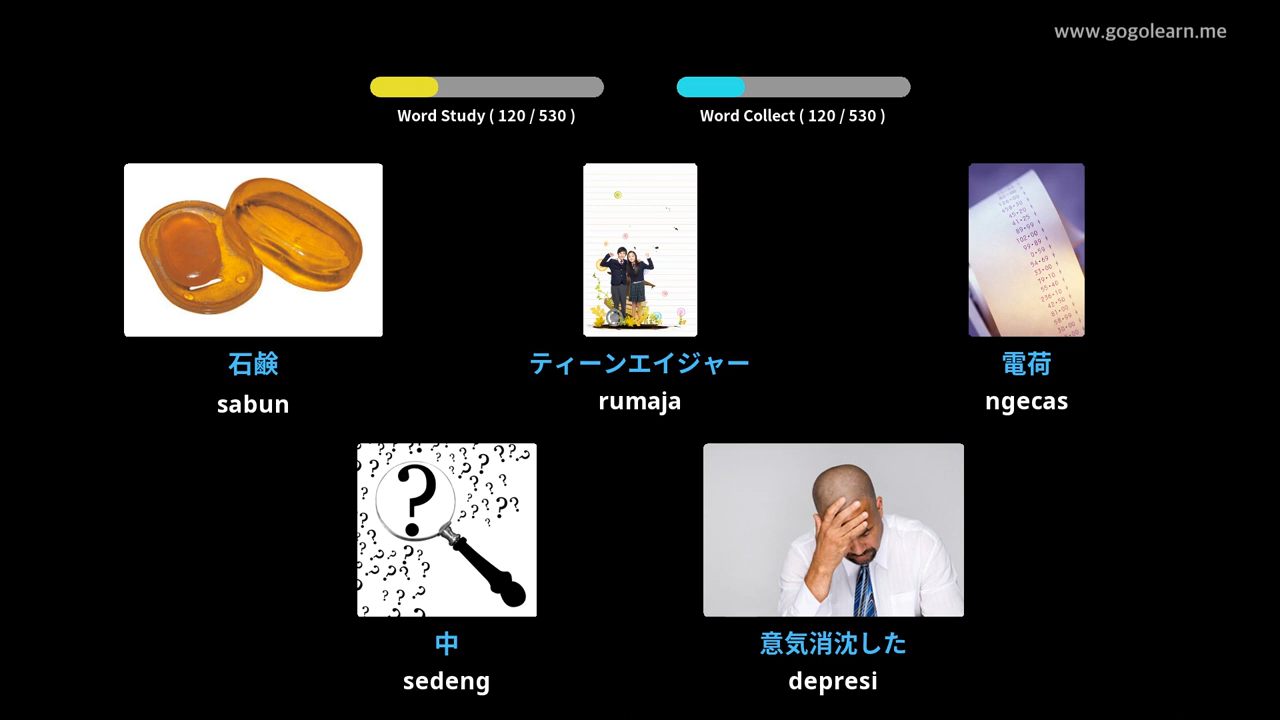 www.gogolearn.me
Word Study ( 120 / 530 )
Word Collect ( 120 / 530 )
石鹸
sabun
ティーンエイジャー
rumaja
電荷
ngecas
中
sedeng
意気消沈した
depresi